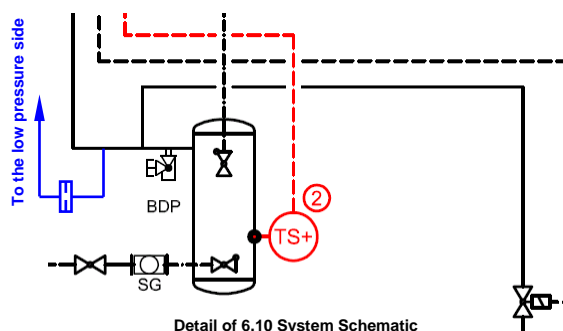 To the low pressure side
2
BDP
TS+
SG
Detail of 6.10 System Schematic